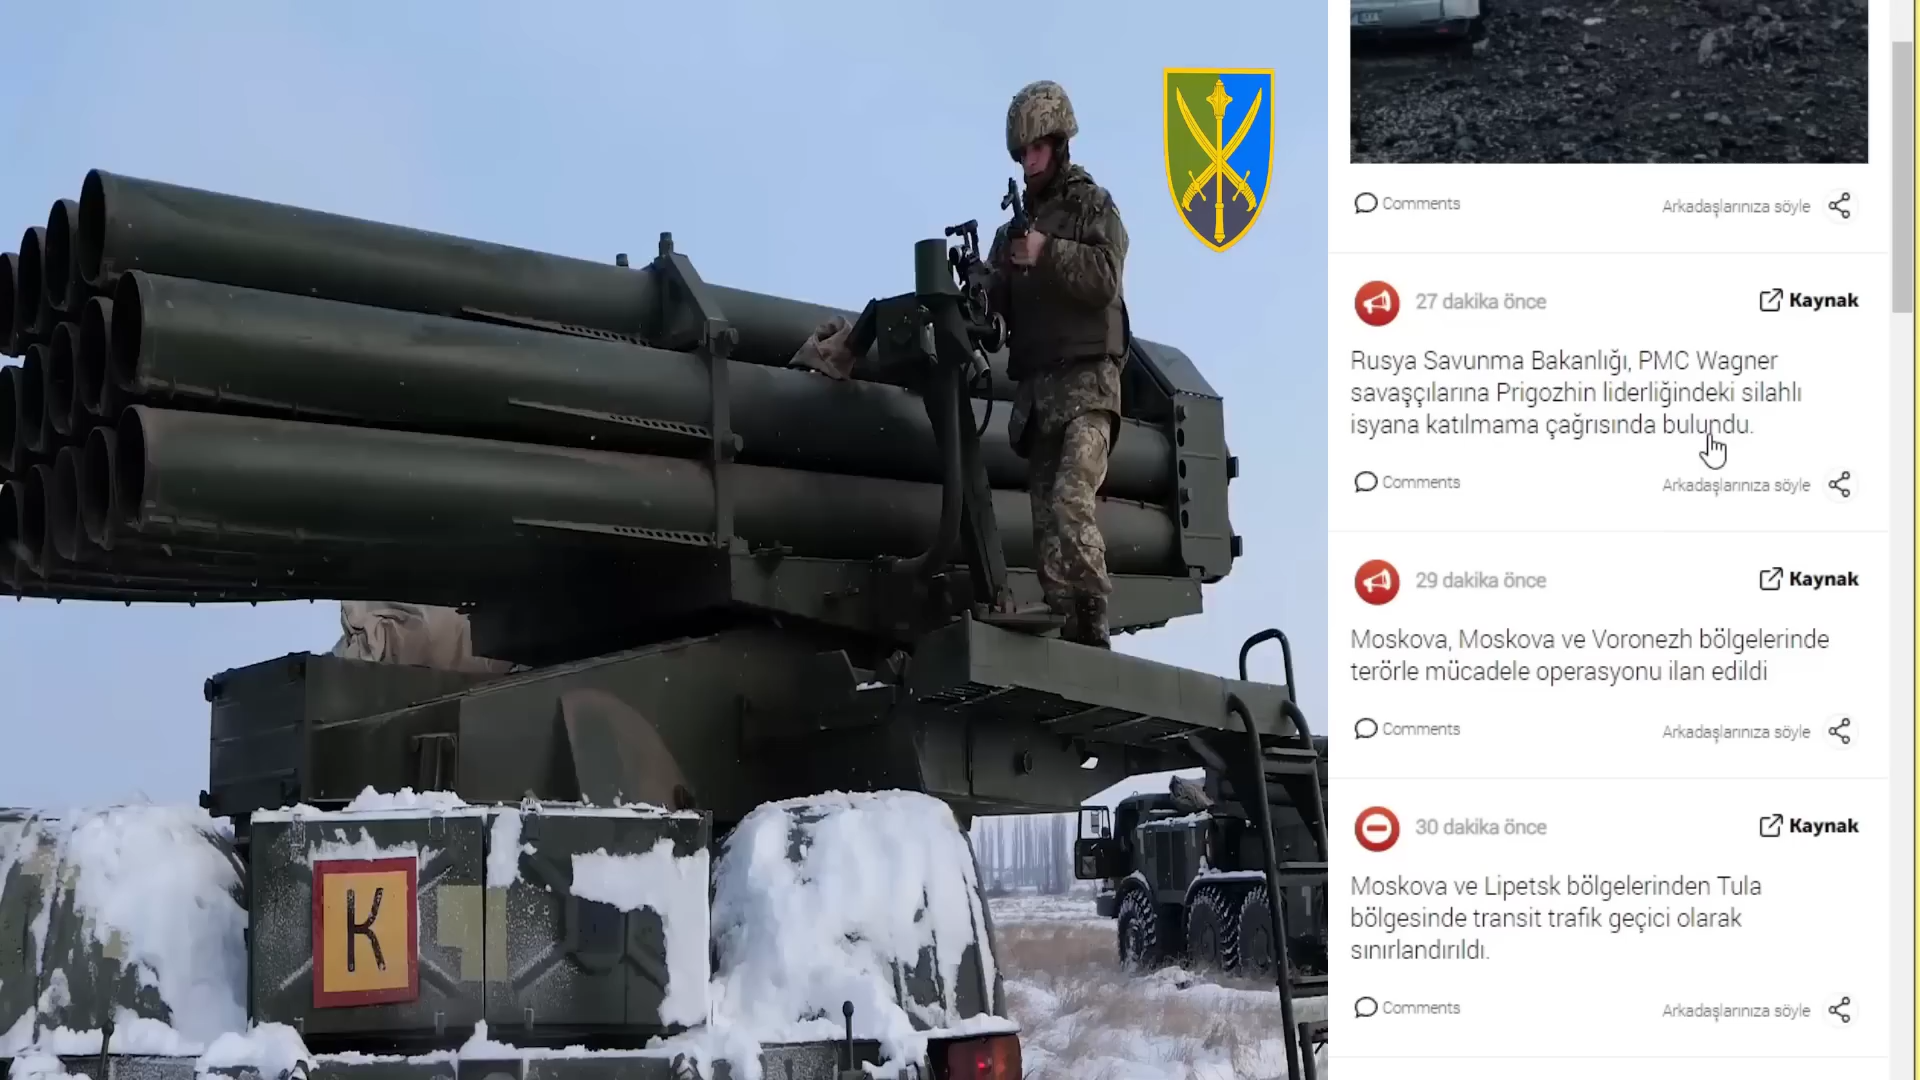 K
Comments
Arkadaşlarınıza söyle
27 dakika önce
Kaynak
Rusya Savunma Bakanlığı, PMC Wagner
savaşçılarına Prigozhin liderliğindeki silahlı
isyana katılmama çağrısında bulundu.
Comments
Arkadaşlarınıza söyle
29 dakika önce
Kaynak
Moskova, Moskova ve Voronezh bölgelerinde
terörle mücadele operasyonu ilan edildi
Comments
Arkadaşlarınıza söyle
30 dakika önce
Kaynak
Moskova ve Lipetsk bölgelerinden Tula
bölgesinde transit trafik geçici olarak
sınırlandırıldı.
Comments
Arkadaşlarınıza söyle